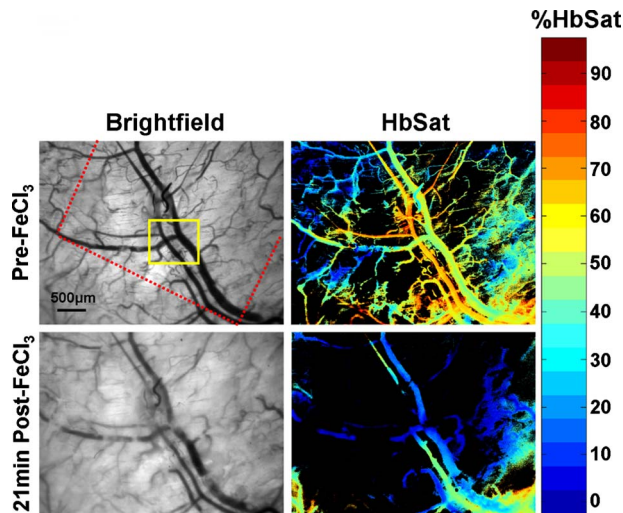 %HbSat
Brightfield
HbSat
Pre-FeCl₃
500µm
21min Post-FeCl₃
90
80
70
60
50
40
30
20
10
0